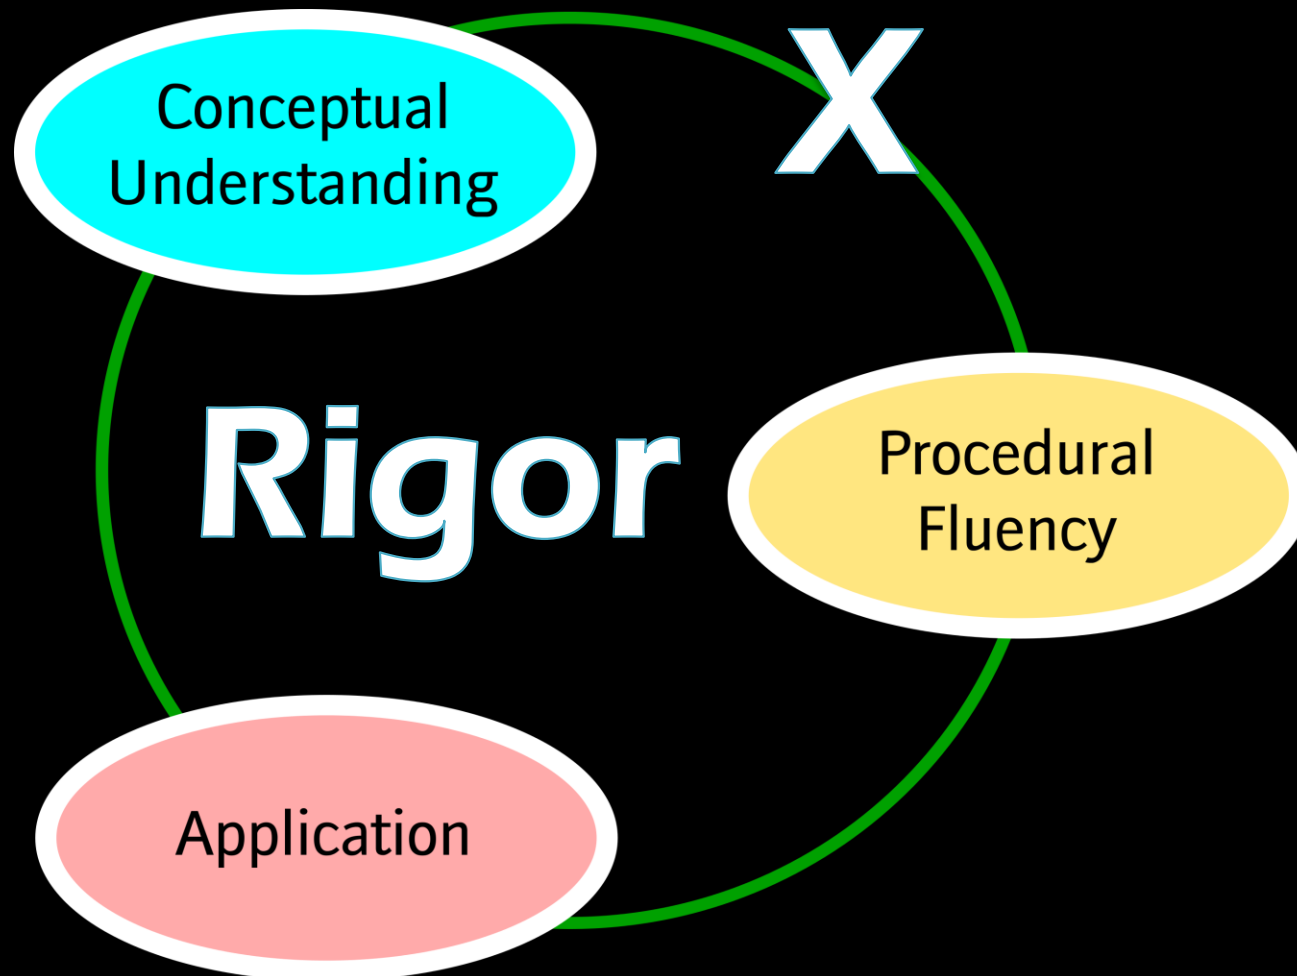 Conceptual
Understanding
X
Rigor
Procedural
Fluency
Application